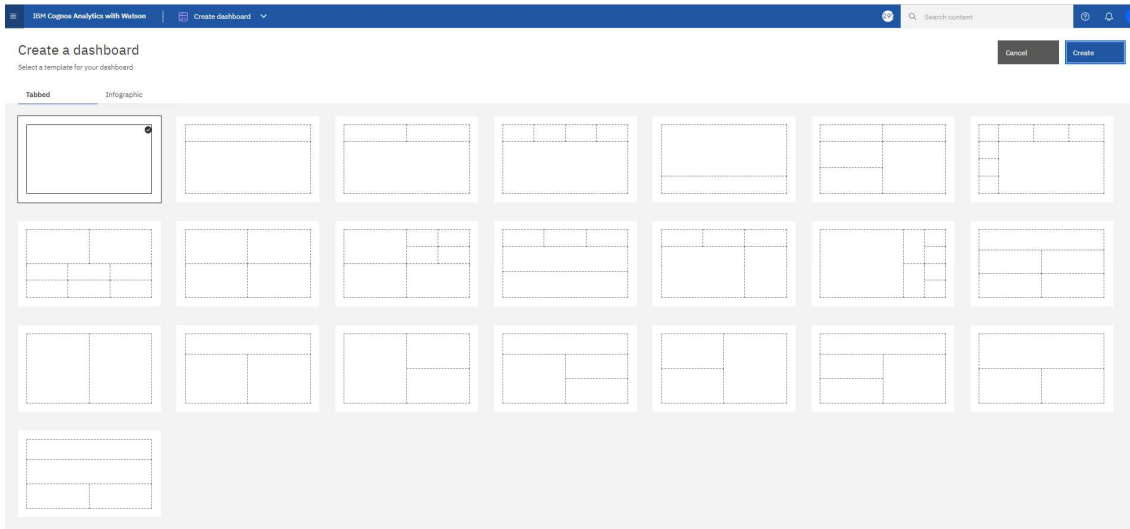 IBM Cognos Analytics with Watson
Create dashboard
Search content
Create a dashboard
Select a template for your dashboard
Cancel
Create
Tabbed
Infographic